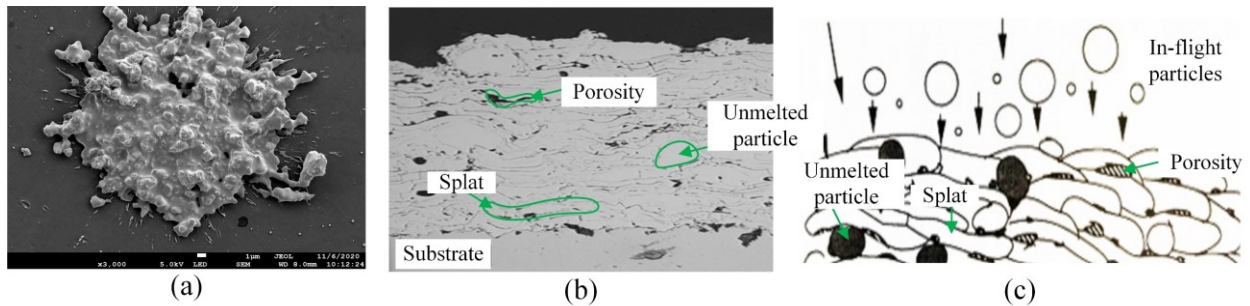 x3,000 5.0kV LED 1μm JEOL 11/6/2020
SEM WD 8.0mm 10:12:24
(a)
Porosity
Unmelted
particle
Splat
Substrate
(b)
In-flight
particles
Porosity
Unmelted
particle
Splat
(c)